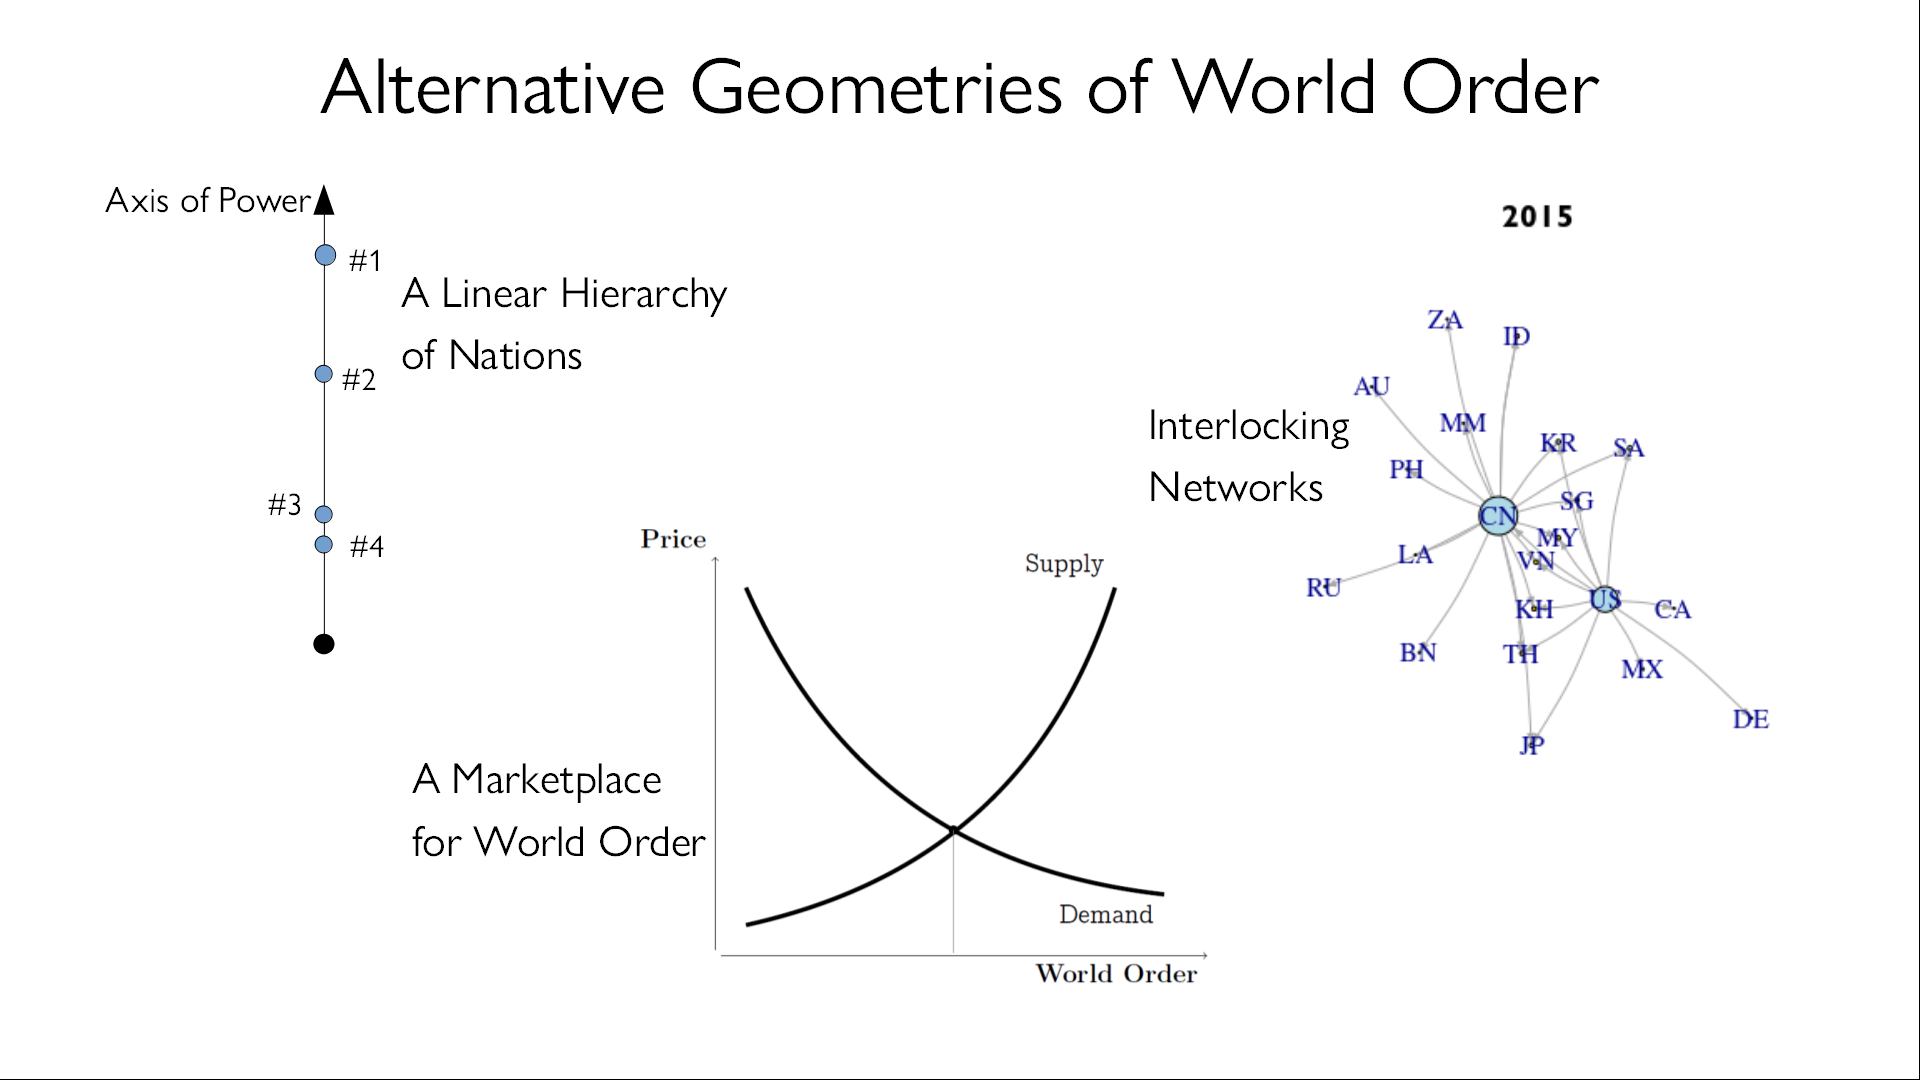 Alternative Geometries of World Order
Axis of Power
#1
A Linear Hierarchy
of Nations
#2
#3
#4
Price
Supply
A Marketplace
for World Order
Demand
World Order
2015
Interlocking
Networks
ZA
ID
AU
MM
KR
SA
PH
SG
CN
MY
LA
VN
RU
US
KH
CA
BN
TH
MX
DE
JP